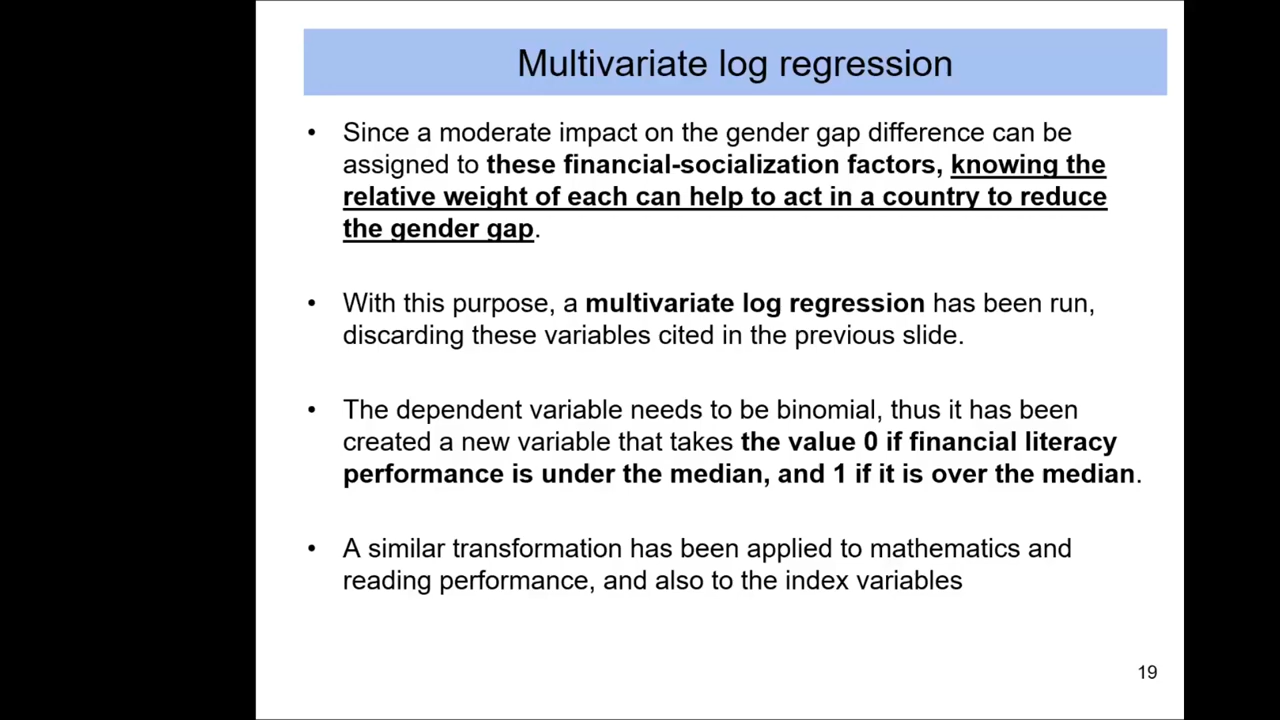 Multivariate log regression
• Since a moderate impact on the gender gap difference can be
assigned to these financial-socialization factors, knowing the
relative weight of each can help to act in a country to reduce
the gender gap.
• With this purpose, a multivariate log regression has been run,
discarding these variables cited in the previous slide.
• The dependent variable needs to be binomial, thus it has been
created a new variable that takes the value 0 if financial literacy
performance is under the median, and 1 if it is over the median.
• A similar transformation has been applied to mathematics and
reading performance, and also to the index variables
19